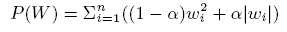 P(W) = Σ_{i=1}^{n}((1 − α)w_i^2 + α|w_i|)